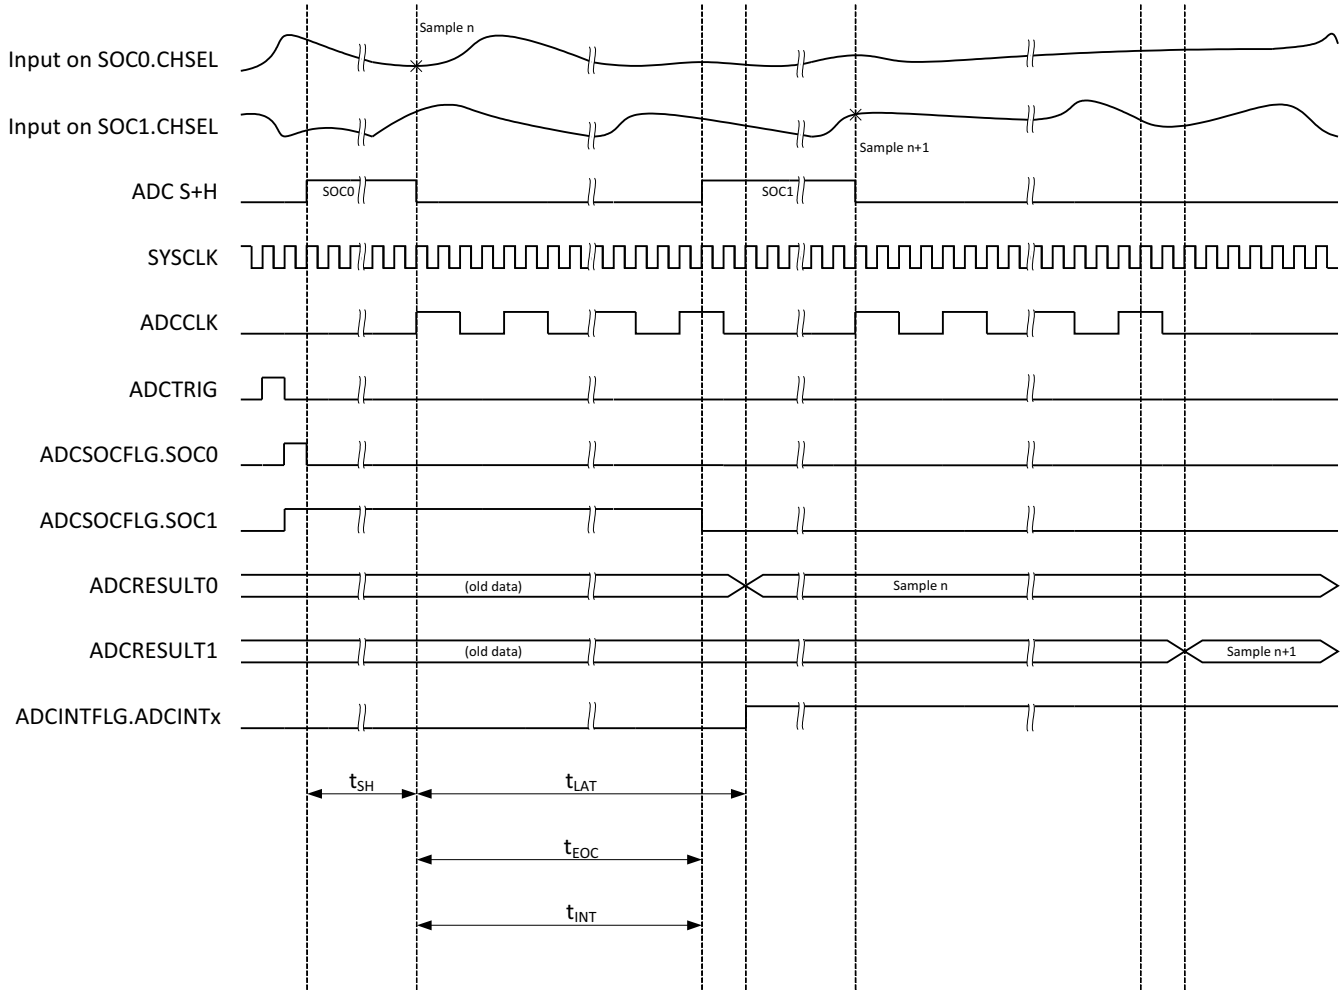 Sample n
Input on SOC0.CHSEL
Input on SOC1.CHSEL
Sample n+1
ADC S+H
SOC0
SOC1
SYSCLK
ADCCLK
ADCTRIG
ADCSOCFLG.SOC0
ADCSOCFLG.SOC1
ADCRESULT0
(old data)
Sample n
ADCRESULT1
(old data)
Sample n+1
ADCINTFLG.ADCINTx
tSH
tLAT
tEOC
tINT